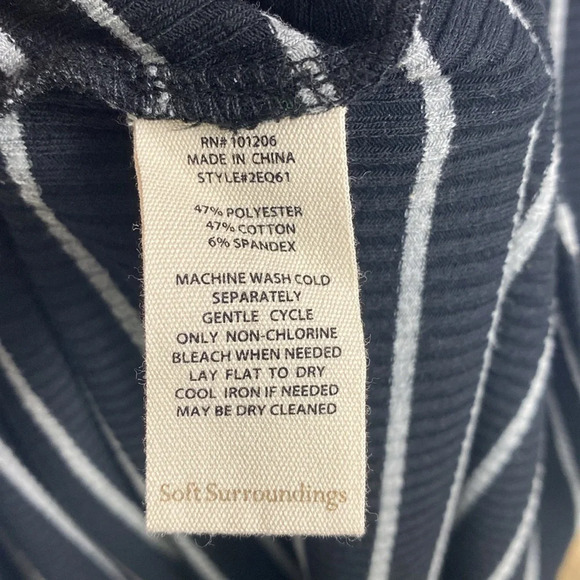 RN# 101206
MADE IN CHINA
STYLE#2EQ61
47% POLYESTER
47% COTTON
6% SPANDEX
MACHINE WASH COLD
SEPARATELY
GENTLE CYCLE
ONLY NON-CHLORINE
BLEACH WHEN NEEDED
LAY FLAT TO DRY
COOL IRON IF NEEDED
MAY BE DRY CLEANED
Soft Surroundings